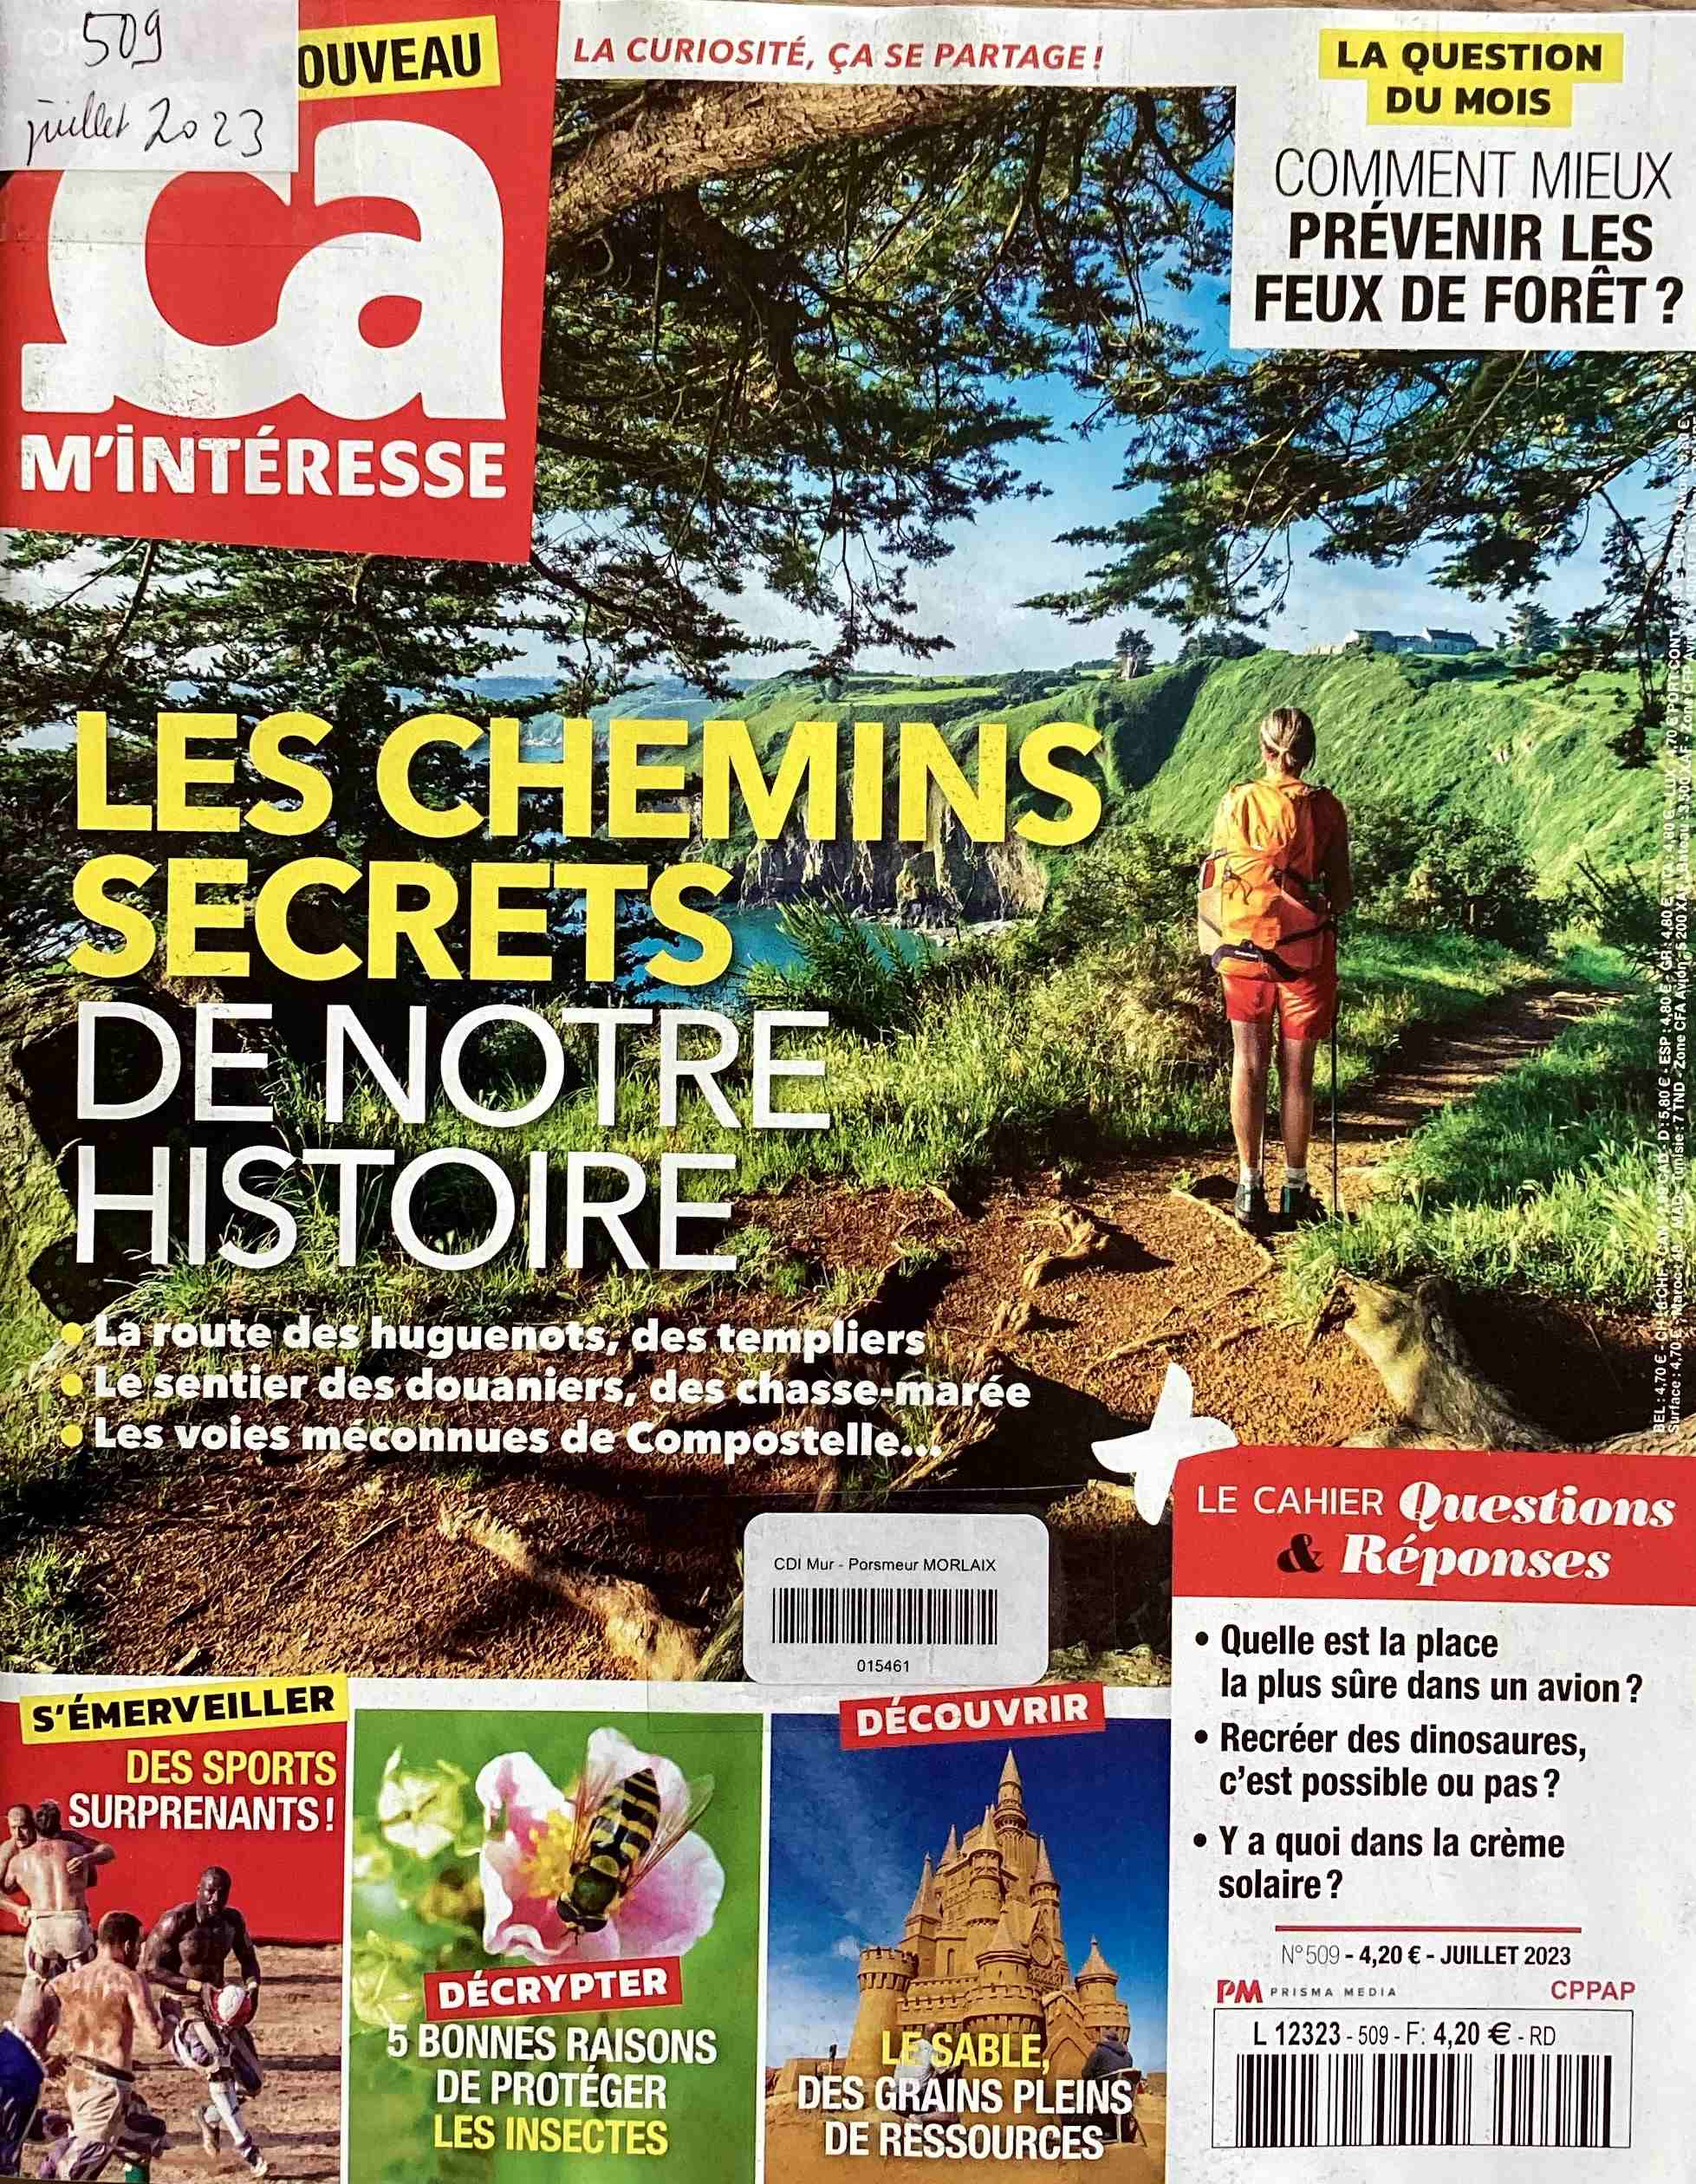 509
juillet 2023
OUVEAU
ça
M'INTÉRESSE
LA CURIOSITÉ, ÇA SE PARTAGE !
LA QUESTION
DU MOIS
COMMENT MIEUX
PRÉVENIR LES
FEUX DE FORÊT ?
LES CHEMINS
SECRETS
DE NOTRE
HISTOIRE
La route des huguenots, des templiers
Le sentier des douaniers, des chasse-marée
Les voies méconnues de Compostelle...
CDI Mur - Porsmeur MORLAIX
015461
LE CAHIER Questions
& Réponses
• Quelle est la place
la plus sûre dans un avion ?
• Recréer des dinosaures,
c'est possible ou pas ?
• Y a quoi dans la crème
solaire ?
N° 509 - 4,20 € - JUILLET 2023
PM PRISMA MEDIA
CPPAP
L 12323 - 509 - F: 4,20 € - RD
S'ÉMERVEILLER
DES SPORTS
SURPRENANTS !
DÉCRYPTER
5 BONNES RAISONS
DE PROTÉGER
LES INSECTES
DÉCOUVRIR
LE SABLE,
DES GRAINS PLEINS
DE RESSOURCES